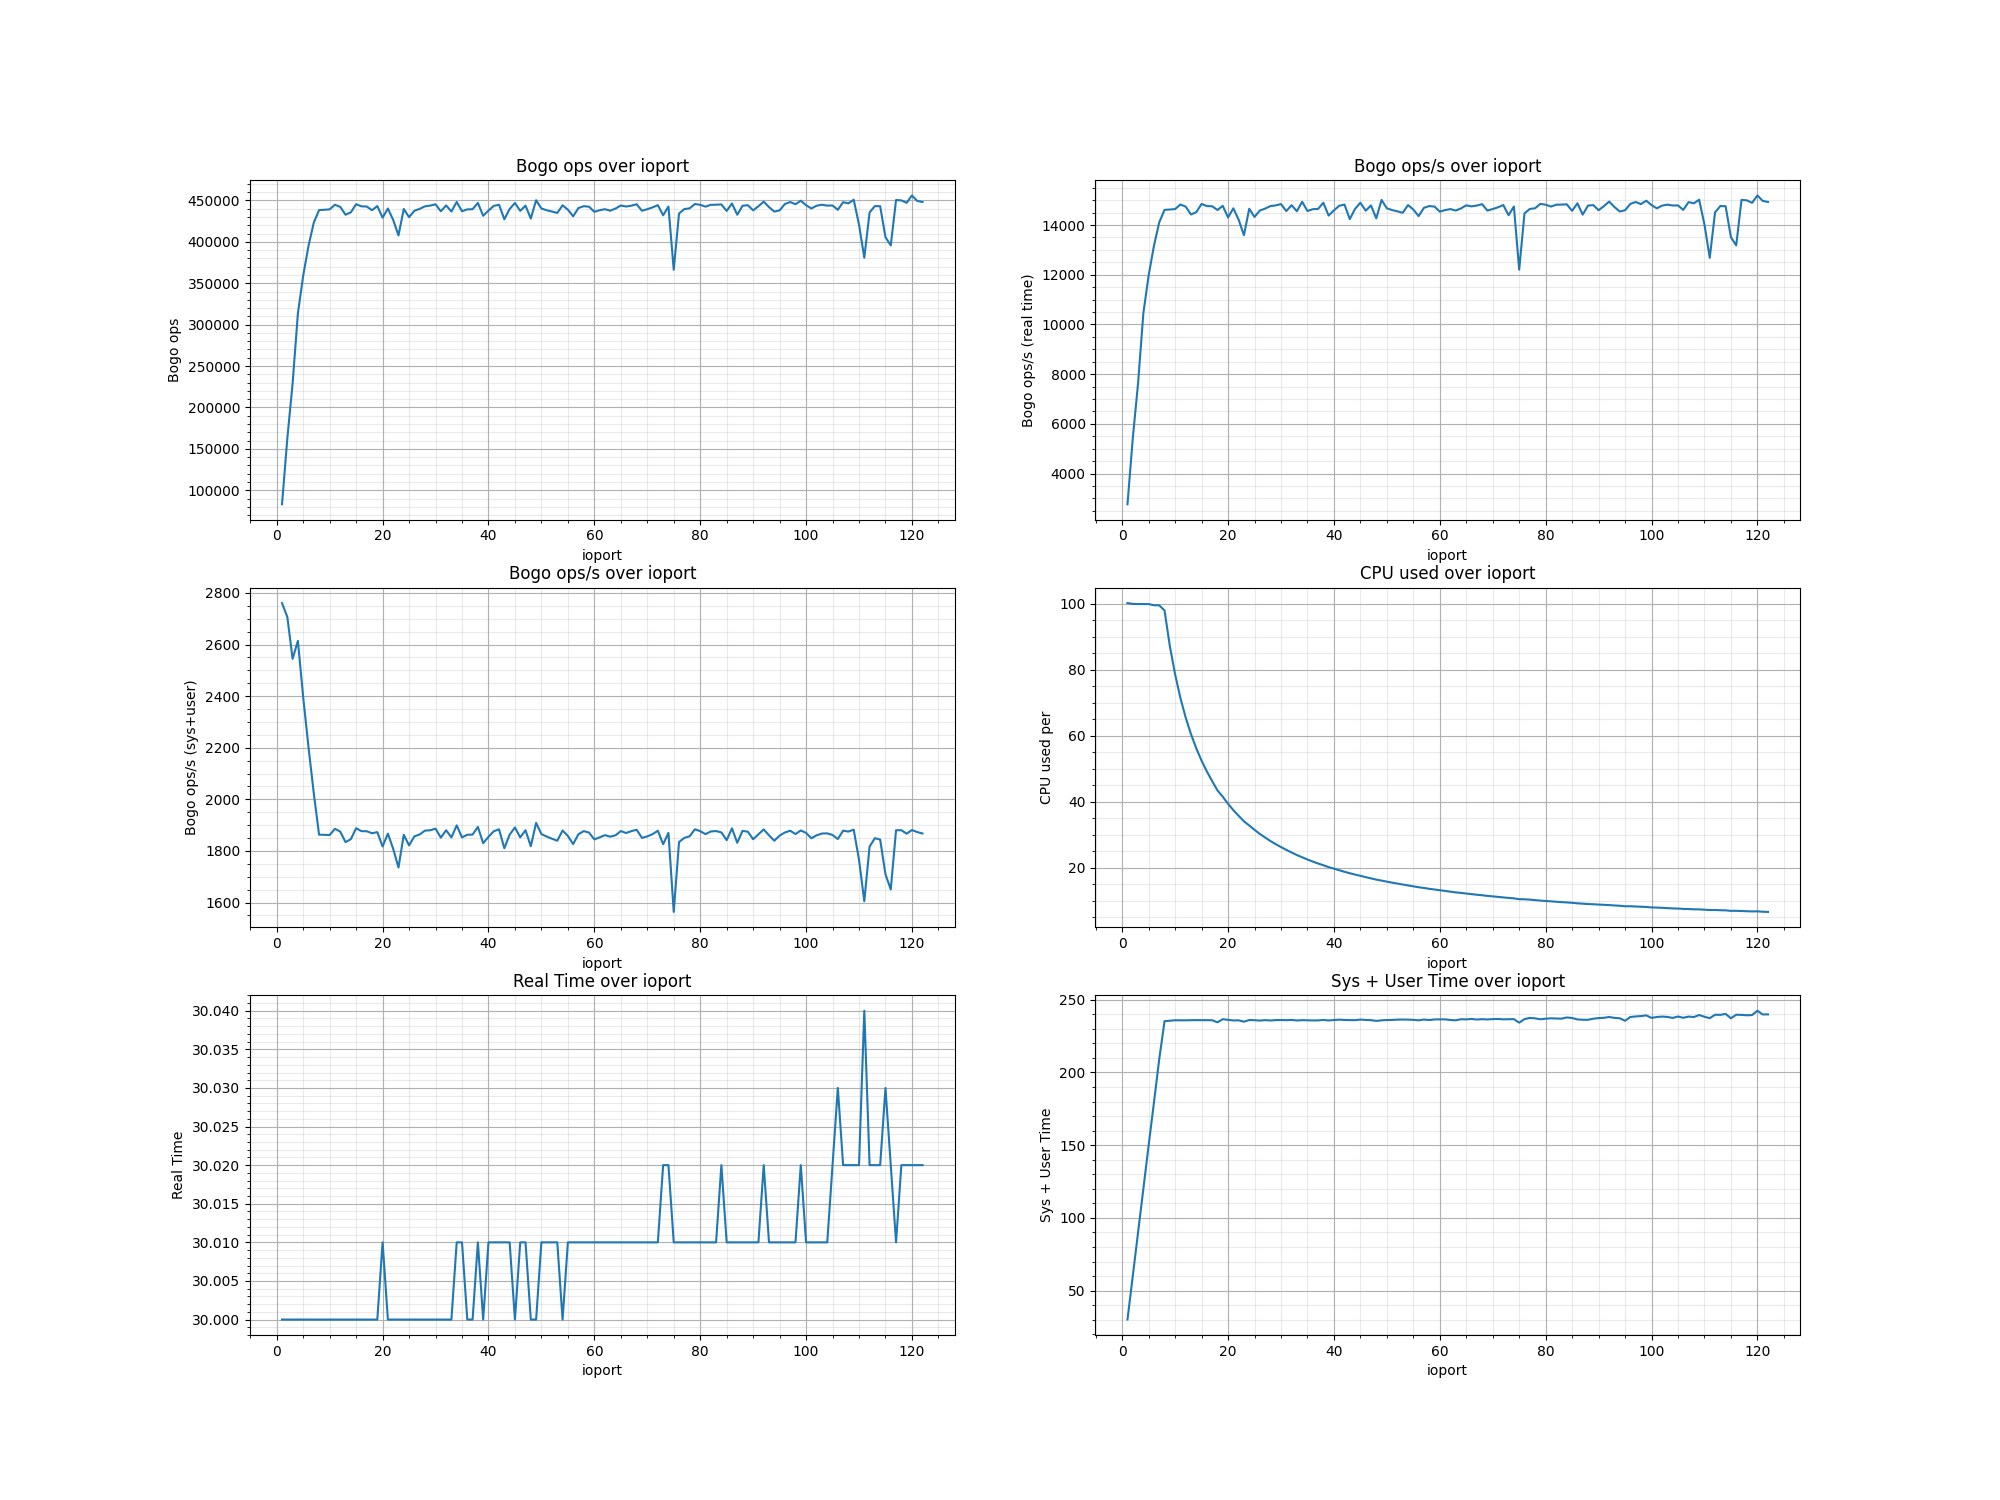 Bogo ops over ioport
Bogo ops
450000
400000
350000
300000
250000
200000
150000
100000
0 20 40 60 80 100 120
ioport
Bogo ops/s over ioport
Bogo ops/s (real time)
14000
12000
10000
8000
6000
4000
0 20 40 60 80 100 120
ioport
Bogo ops/s over ioport
Bogo ops/s (sys+user)
2800
2600
2400
2200
2000
1800
1600
0 20 40 60 80 100 120
ioport
CPU used over ioport
CPU used per
100
80
60
40
20
0 20 40 60 80 100 120
ioport
Real Time over ioport
Real Time
30.040
30.035
30.030
30.025
30.020
30.015
30.010
30.005
30.000
0 20 40 60 80 100 120
ioport
Sys + User Time over ioport
Sys + User Time
250
200
150
100
50
0 20 40 60 80 100 120
ioport